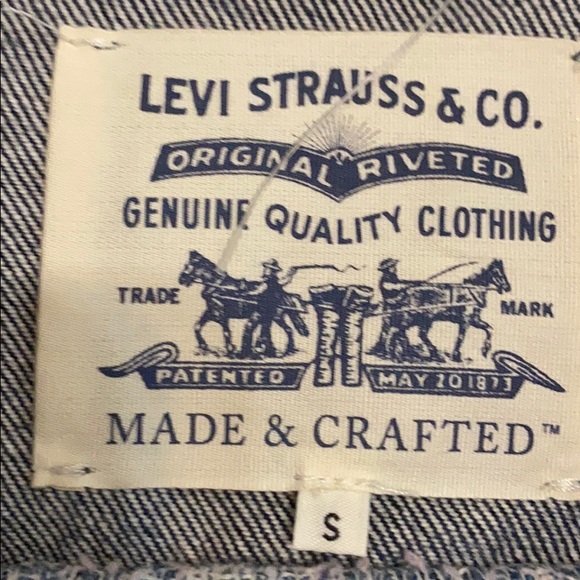 LEVI STRAUSS & CO.
ORIGINAL RIVETED
GENUINE QUALITY CLOTHING
TRADE MARK
PATENTED MAY 20 1873
MADE & CRAFTED™
S